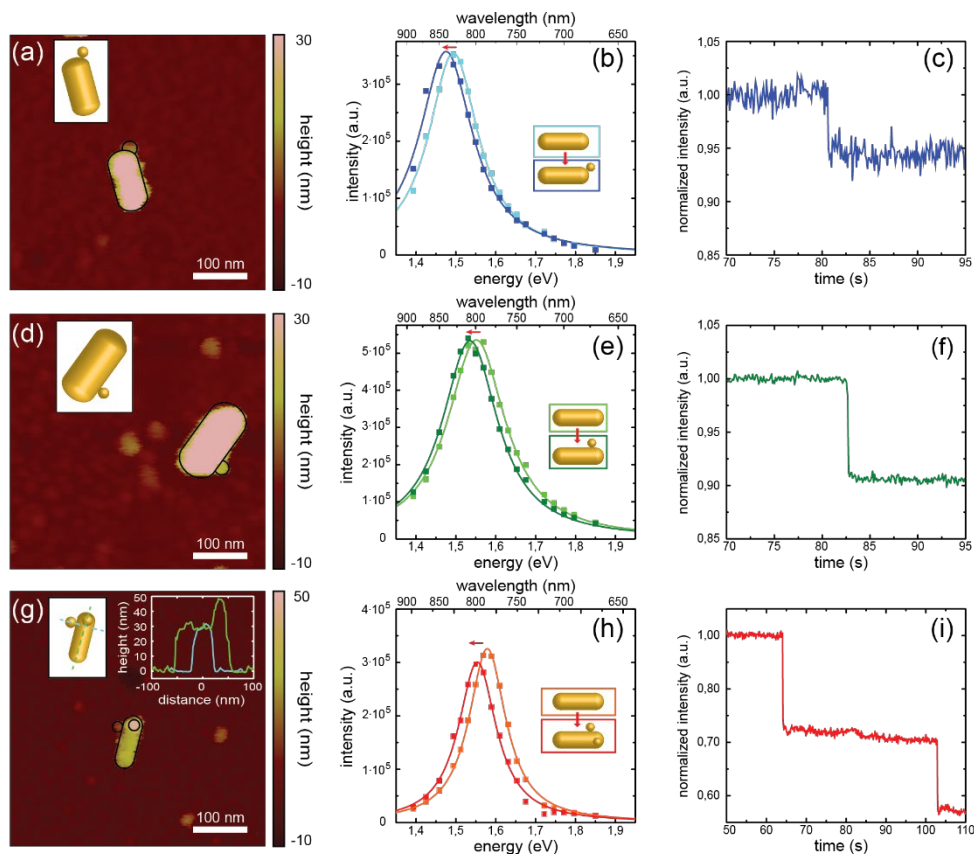 (a)
100 nm
30
height (nm)
-10
wavelength (nm)
900 850 800 750 700 650
(b)
3•10⁵
2•10⁵
1•10⁵
0
intensity (a.u.)
1,4 1,5 1,6 1,7 1,8 1,9
energy (eV)
(c)
1,05
1,00
0,95
0,90
0,85
normalized intensity (a.u.)
70 75 80 85 90 95
time (s)
(d)
100 nm
30
height (nm)
-10
wavelength (nm)
900 850 800 750 700 650
(e)
5•10⁵
4•10⁵
2•10⁵
1•10⁵
0
intensity (a.u.)
1,4 1,5 1,6 1,7 1,8 1,9
energy (eV)
(f)
1,05
1,00
0,95
0,90
0,85
normalized intensity (a.u.)
70 75 80 85 90 95
time (s)
(g)
50
40
30
20
10
0
height (nm)
-100 0 100
distance (nm)
100 nm
50
height (nm)
-10
wavelength (nm)
900 850 800 750 700 650
(h)
4•10⁵
3•10⁵
2•10⁵
1•10⁵
0
intensity (a.u.)
1,4 1,5 1,6 1,7 1,8 1,9
energy (eV)
(i)
1,00
0,70
0,60
normalized intensity (a.u.)
50 60 70 80 90 100 110
time (s)